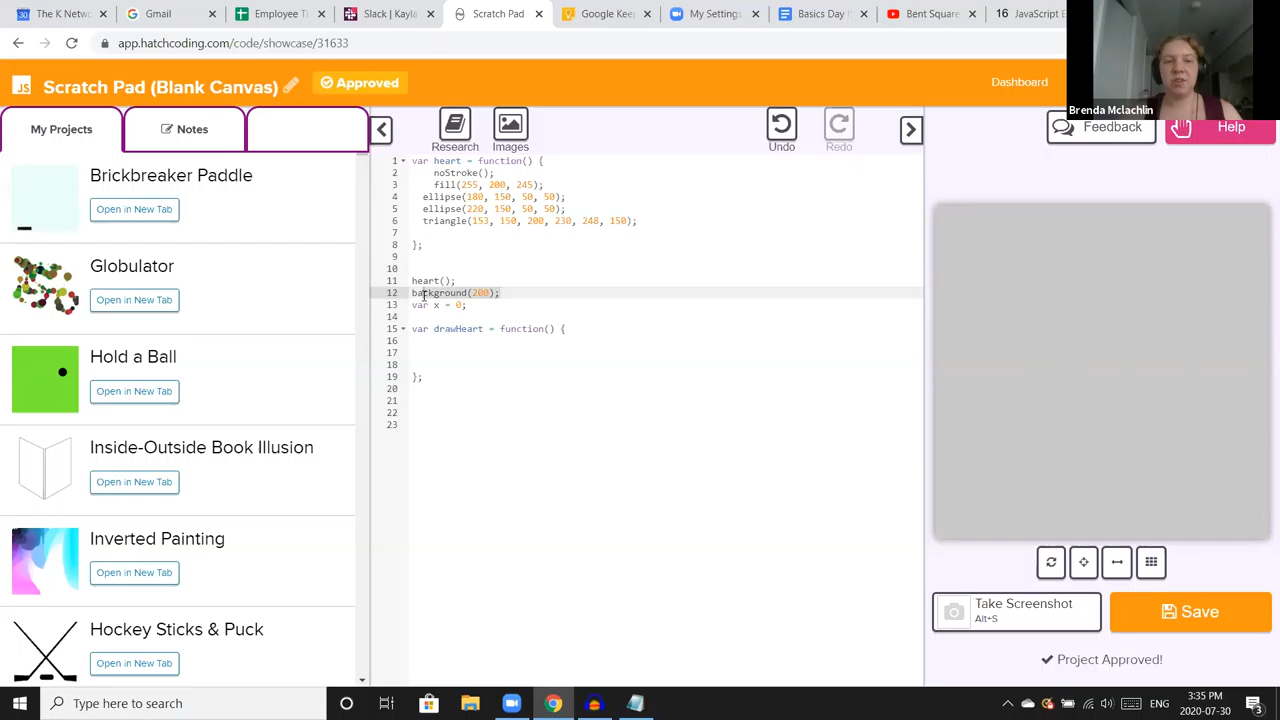 The K Netw
Gmail
Employee Ti
Slack | Kayla
Scratch Pad
Google Keep
My Settings
Basics Day
Bent Square
16 JavaScript E
app.hatchcoding.com/code/showcase/31633
JS
Scratch Pad (Blank Canvas)
Approved
Dashboard
Brenda Mclachlin
My Projects
Notes
Research
Images
Undo
Redo
Feedback
Help
Brickbreaker Paddle
Open in New Tab
Globulator
Open in New Tab
Hold a Ball
Open in New Tab
Inside-Outside Book Illusion
Open in New Tab
Inverted Painting
Open in New Tab
Hockey Sticks & Puck
Open in New Tab
1 var heart = function() {
2 noStroke();
3 fill(255, 200, 245);
4 ellipse(180, 150, 50, 50);
5 ellipse(220, 150, 50, 50);
6 triangle(153, 150, 200, 230, 248, 150);
7
8 };
9
10
11 heart();
12 background(200);
13 var x = 0;
14
15 var drawHeart = function() {
16
17
18
19 };
20
21
22
23
Take Screenshot
Alt+S
Save
Project Approved!
Type here to search
ENG
3:35 PM
2020-07-30
3